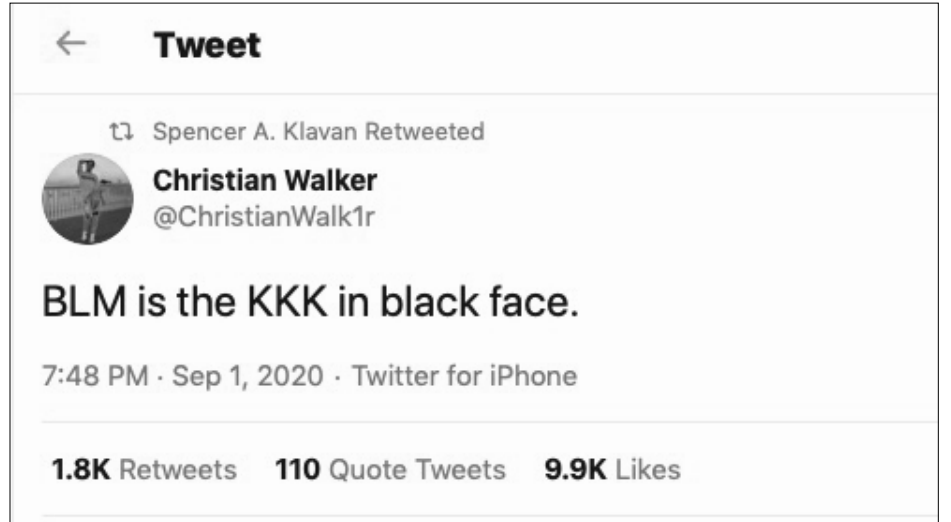 Tweet
Spencer A. Klavan Retweeted
Christian Walker
@ChristianWalk1r
BLM is the KKK in black face.
7:48 PM · Sep 1, 2020 · Twitter for iPhone
1.8K Retweets 110 Quote Tweets 9.9K Likes